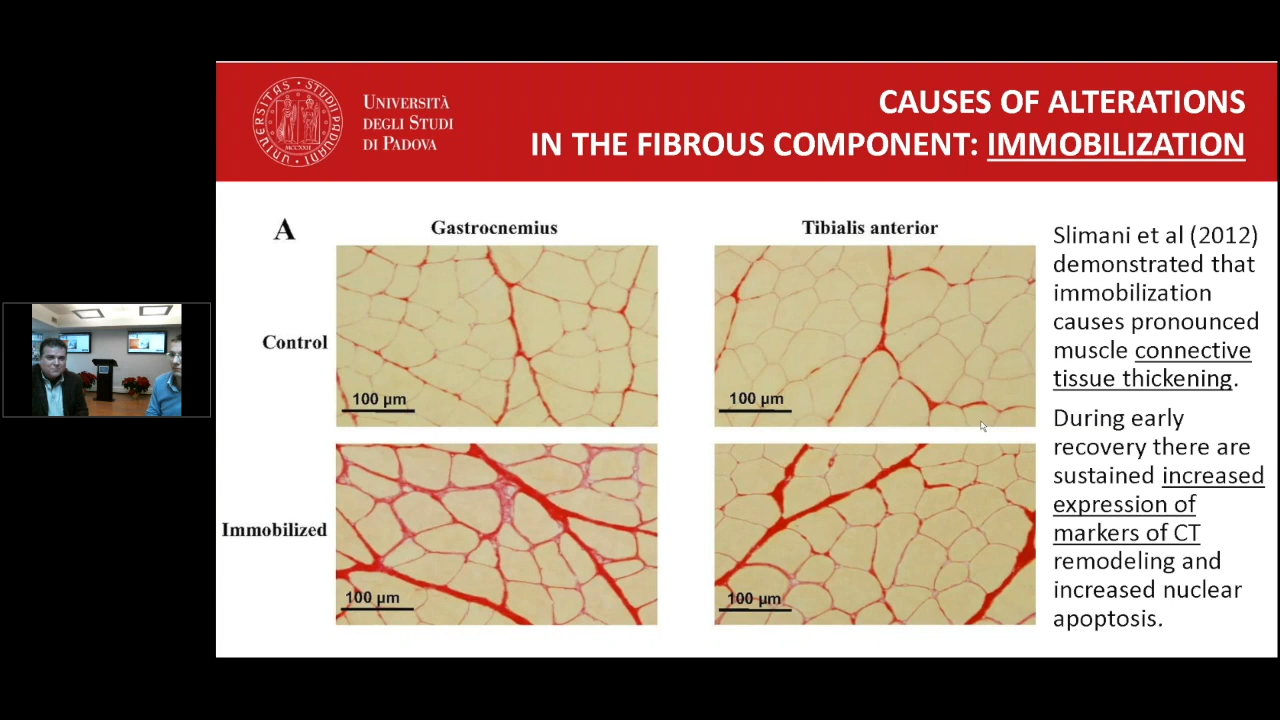 UNIVERSITÀ
DEGLI STUDI
DI PADOVA
CAUSES OF ALTERATIONS
IN THE FIBROUS COMPONENT: IMMOBILIZATION
A
Gastrocnemius
Tibialis anterior
Control
100 µm
100 µm
Immobilized
100 µm
100 µm
Slimani et al (2012)
demonstrated that
immobilization
causes pronounced
muscle connective
tissue thickening.
During early
recovery there are
sustained increased
expression of
markers of CT
remodeling and
increased nuclear
apoptosis.